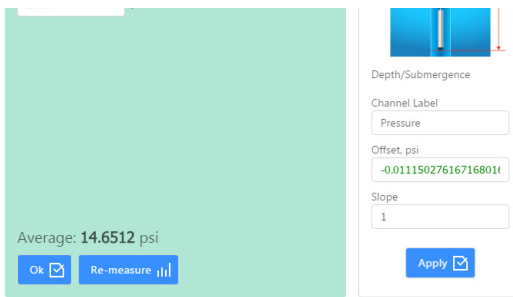 Average: 14.6512 psi
Ok
Re-measure
Depth/Submergence
Channel Label
Pressure
Offset, psi
-0.01115027616716801
Slope
1
Apply